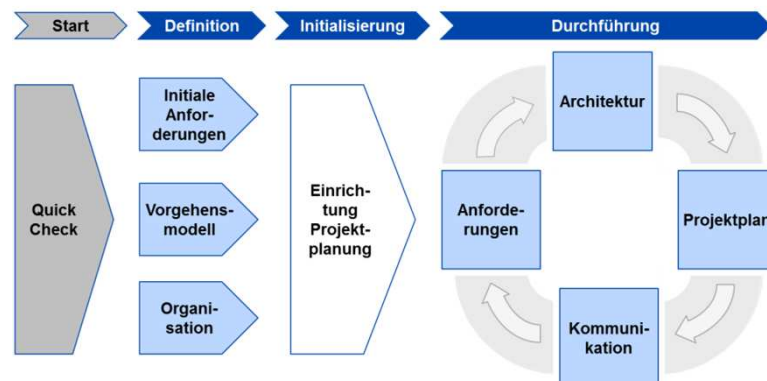 Start
Definition
Initialisierung
Durchführung
Quick
Check
Initiale
Anfor-
derungen
Vorgehens-
modell
Organi-
sation
Einrich-
tung
Projekt-
planung
Architektur
Anforde-
rungen
Projektplan
Kommuni-
kation